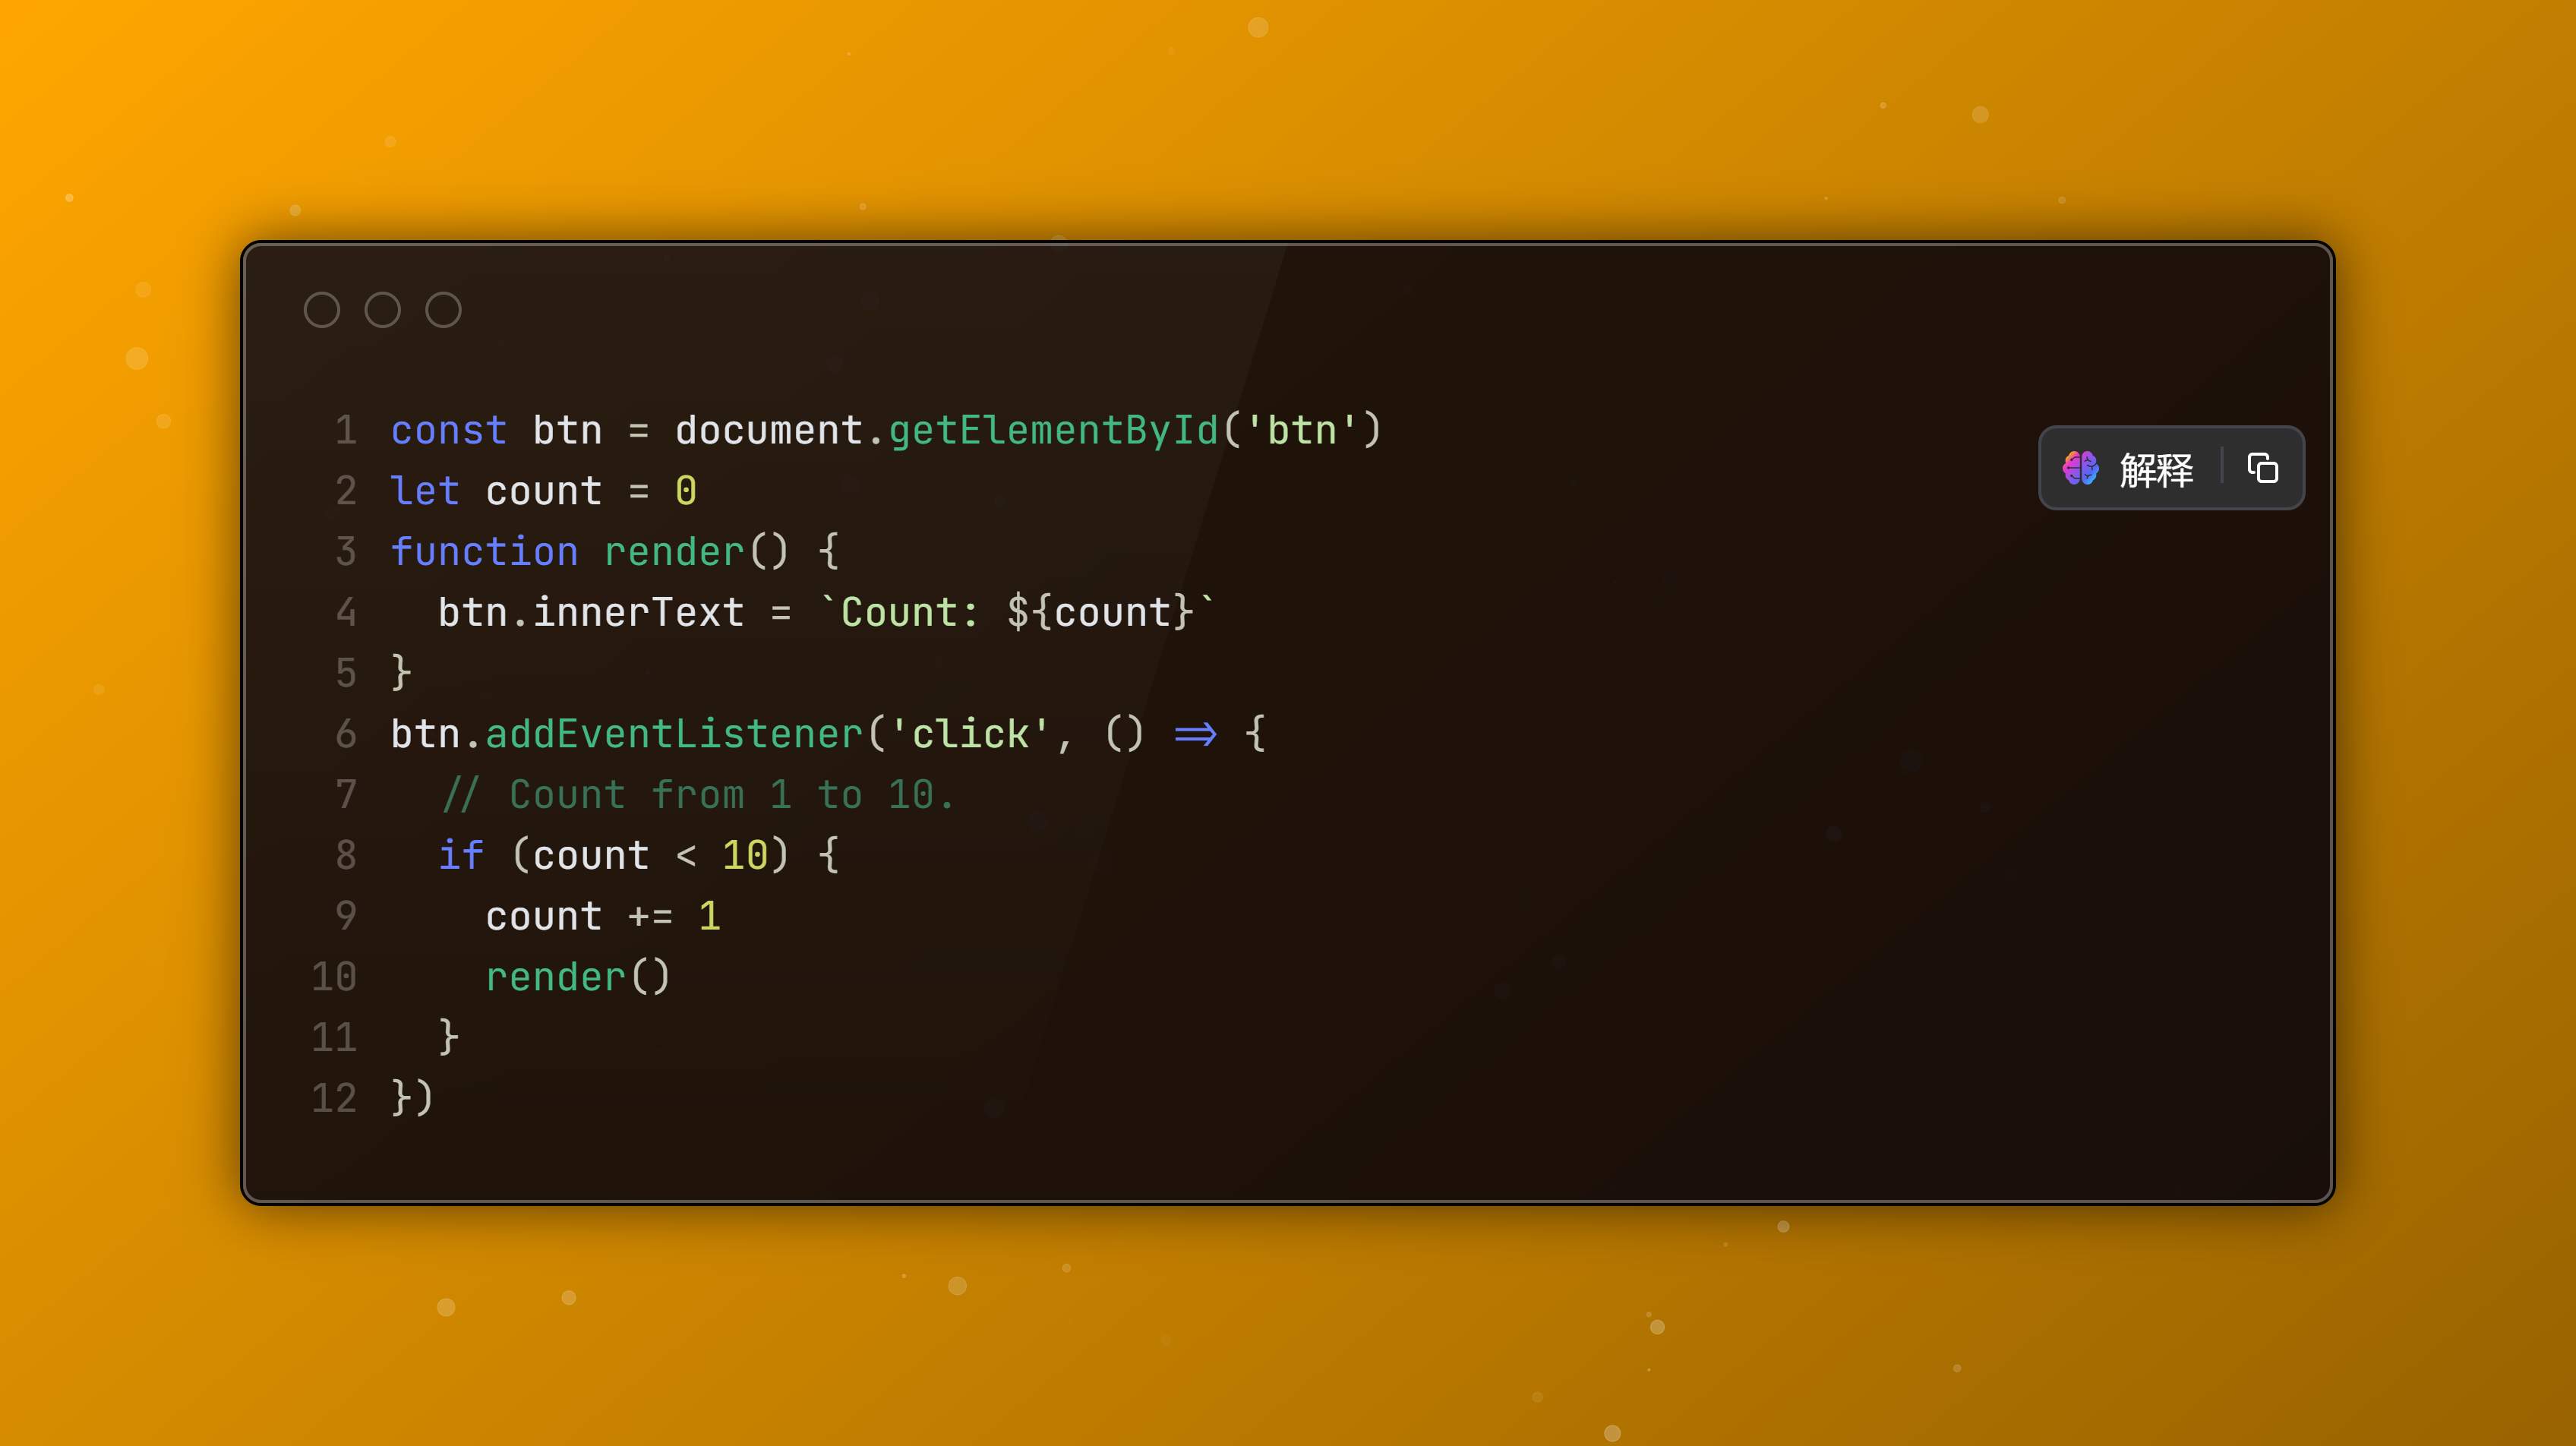 1 const btn = document.getElementById('btn')
解释
2 let count = 0
3 function render() {
4   btn.innerText = `Count: ${count}`
5 }
6 btn.addEventListener('click', () => {
7   // Count from 1 to 10.
8   if (count < 10) {
9     count += 1
10     render()
11   }
12 })